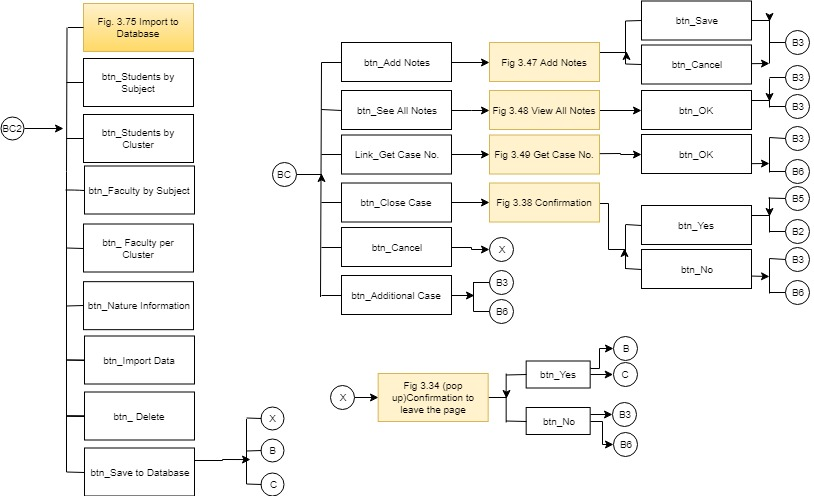 BC2
Fig. 3.75 Import to
Database
btn_Students by
Subject
btn_Students by
Cluster
btn_Faculty by Subject
btn_ Faculty per
Cluster
btn_Nature Information
btn_Import Data
btn_ Delete
btn_Save to Database
X
B
C
BC
btn_Add Notes
Fig 3.47 Add Notes
btn_Save
btn_Cancel
B3
btn_See All Notes
Fig 3.48 View All Notes
btn_OK
B3
B3
Link_Get Case No.
Fig 3.49 Get Case No.
btn_OK
B3
B6
btn_Close Case
Fig 3.38 Confirmation
btn_Yes
B5
B2
btn_No
B3
B6
btn_Cancel
X
btn_Additional Case
B3
B6
X
Fig 3.34 (pop
up)Confirmation to
leave the page
btn_Yes
B
C
btn_No
B3
B6